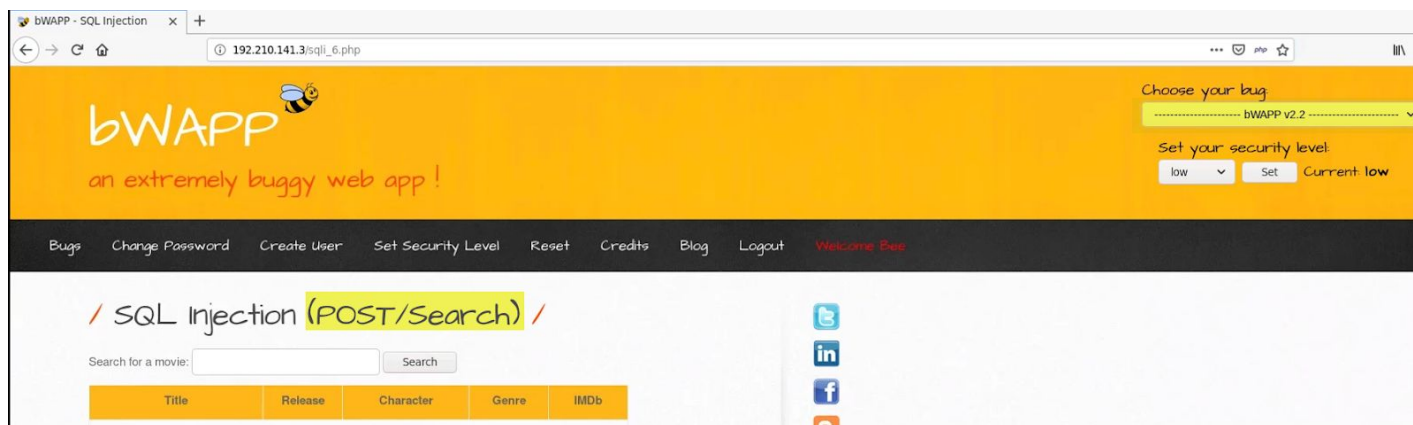 bWAPP - SQL Injection
192.210.141.3/sqli_6.php
php
Choose your bug:
---------------------- bWAPP v2.2 ----------------------
bWAPP
an extremely buggy web app !
Set your security level:
low Set Current: low
Bugs Change Password Create User Set Security Level Reset Credits Blog Logout Welcome Bee
/ SQL Injection (POST/Search) /
Search for a movie: Search
Title Release Character Genre IMDb